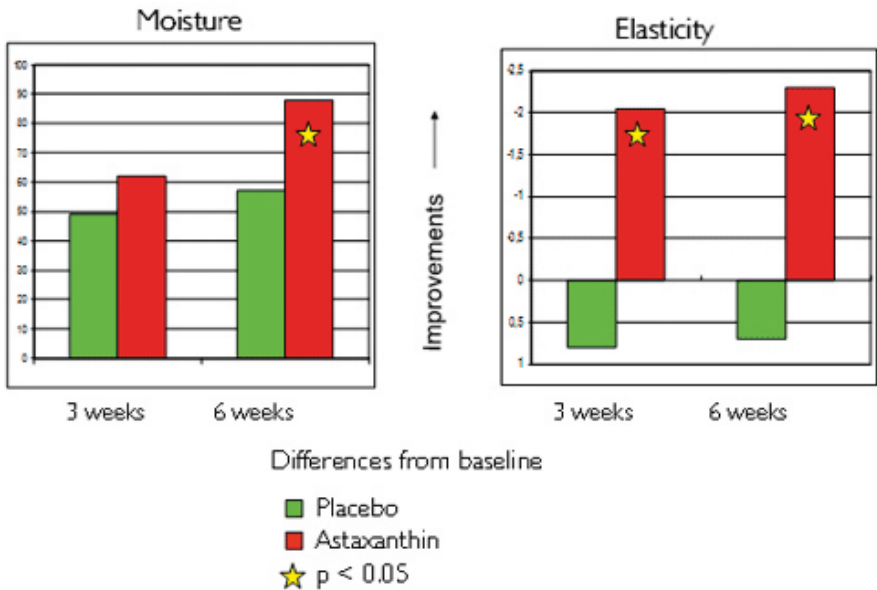 Moisture
100
90
80
70
60
50
40
30
20
10
0
3 weeks 6 weeks
Improvements
Elasticity
-2.5
-2
-1.5
-1
-0.5
0
0.5
1
3 weeks 6 weeks
Differences from baseline
Placebo
Astaxanthin
p < 0.05